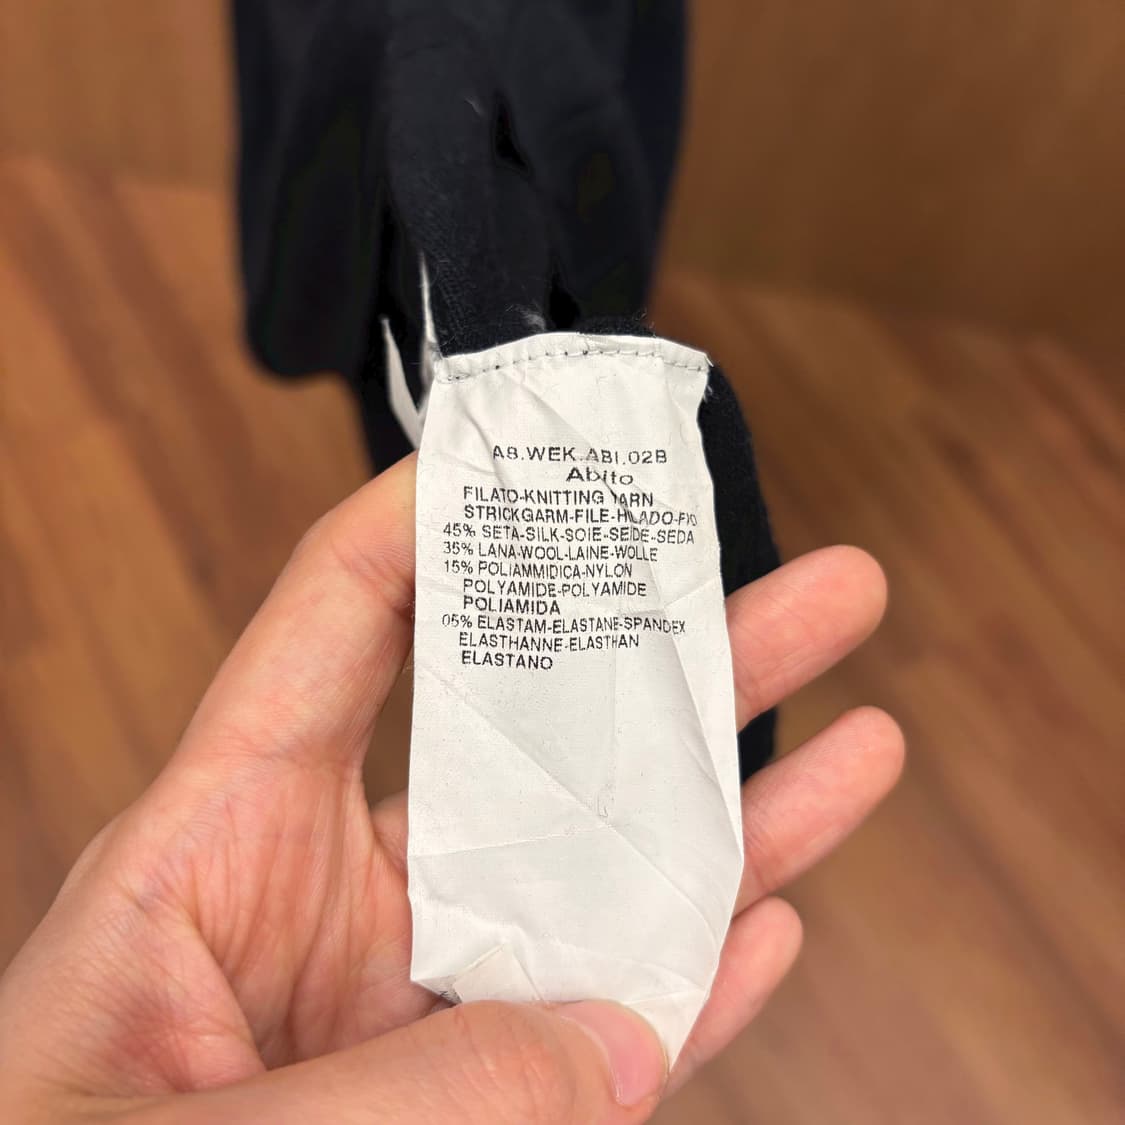 A8.WEK.ABI.02B
Abito
FILATO-KNITTING YARN
STRICKGARM-FILE-HILADO-FIO
45% SETA-SILK-SOIE-SEIDE-SEDA
35% LANA-WOOL-LAINE-WOLLE
15% POLIAMMIDICA-NYLON
POLYAMIDE-POLYAMIDE
POLIAMIDA
05% ELASTAM-ELASTANE-SPANDEX
ELASTHANNE-ELASTHAN
ELASTANO